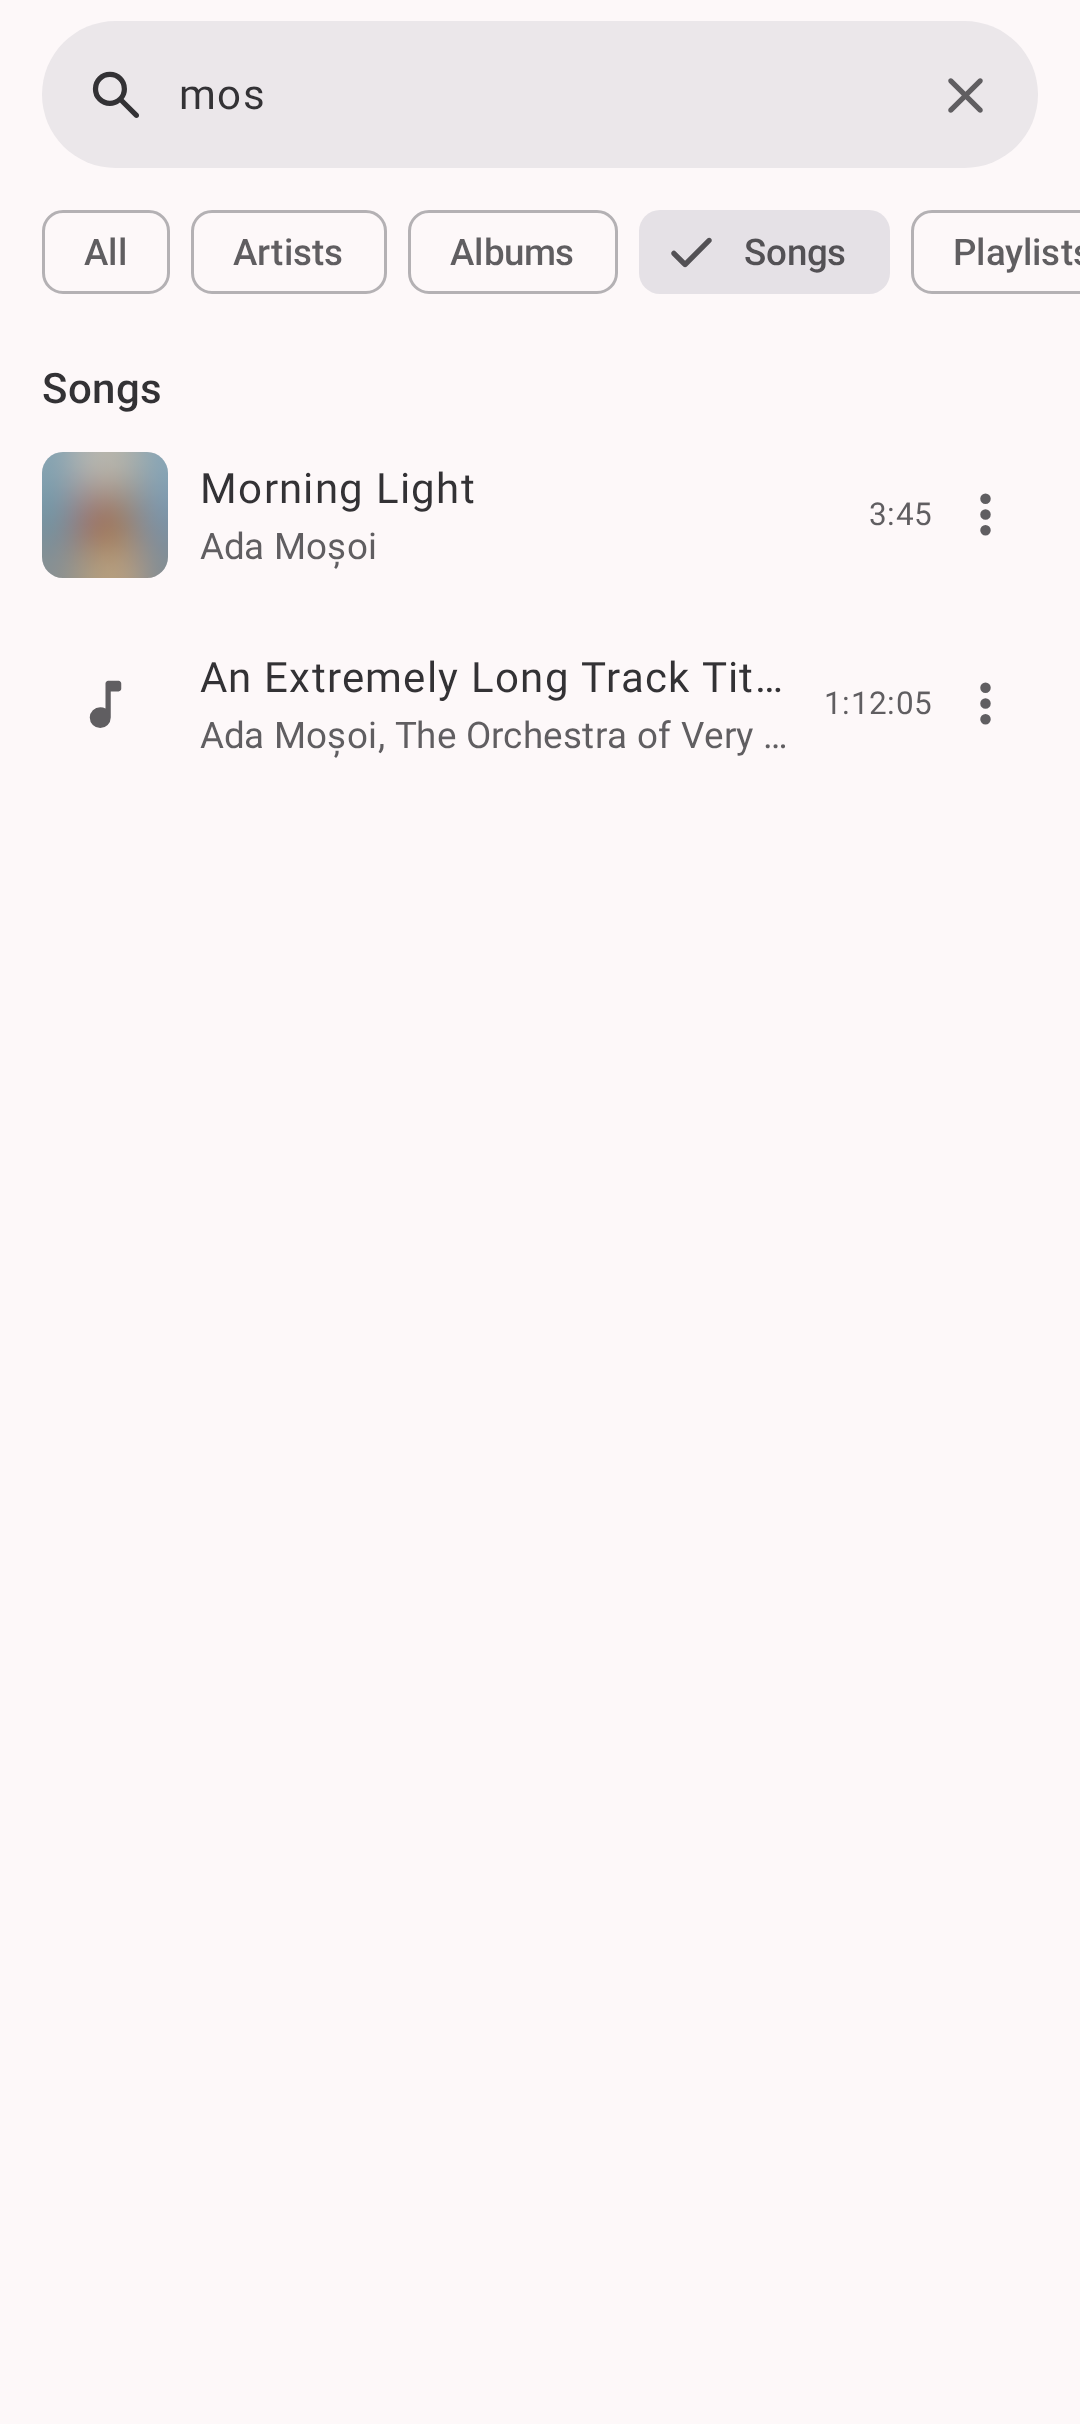 mos
All Artists Albums Songs Playlists
Songs
Morning Light
Ada Moșoi
3:45
An Extremely Long Track Tit…
Ada Moșoi, The Orchestra of Very …
1:12:05